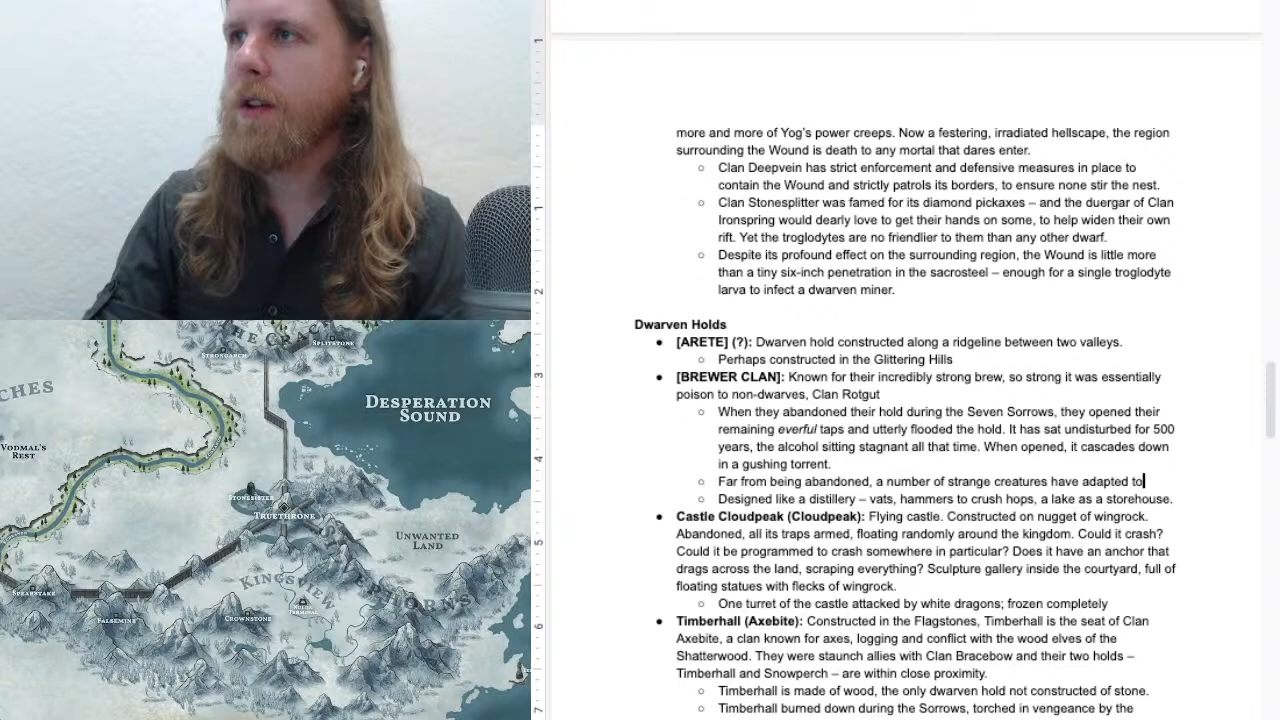 THE CRAC
STRONGARCH
SPLITSTONE
CHES
DESPERATION
SOUND
VODMAL'S
REST
STONESISTER
TRUETHRONE
UNWANTED
LAND
KINGSVIEW
SPEARSTAKE
FALSEMINE
CROWNSTONE
more and more of Yog's power creeps. Now a festering, irradiated hellscape, the region
surrounding the Wound is death to any mortal that dares enter.
○ Clan Deepvein has strict enforcement and defensive measures in place to
contain the Wound and strictly patrols its borders, to ensure none stir the nest.
○ Clan Stonesplitter was famed for its diamond pickaxes – and the duergar of Clan
Ironspring would dearly love to get their hands on some, to help widen their own
rift. Yet the troglodytes are no friendlier to them than any other dwarf.
○ Despite its profound effect on the surrounding region, the Wound is little more
than a tiny six-inch penetration in the sacrosteel – enough for a single troglodyte
larva to infect a dwarven miner.
Dwarven Holds
● [ARETE] (?): Dwarven hold constructed along a ridgeline between two valleys.
○ Perhaps constructed in the Glittering Hills
● [BREWER CLAN]: Known for their incredibly strong brew, so strong it was essentially
poison to non-dwarves, Clan Rotgut
○ When they abandoned their hold during the Seven Sorrows, they opened their
remaining everful taps and utterly flooded the hold. It has sat undisturbed for 500
years, the alcohol sitting stagnant all that time. When opened, it cascades down
in a gushing torrent.
○ Far from being abandoned, a number of strange creatures have adapted to
○ Designed like a distillery – vats, hammers to crush hops, a lake as a storehouse.
● Castle Cloudpeak (Cloudpeak): Flying castle. Constructed on nugget of wingrock.
Abandoned, all its traps armed, floating randomly around the kingdom. Could it crash?
Could it be programmed to crash somewhere in particular? Does it have an anchor that
drags across the land, scraping everything? Sculpture gallery inside the courtyard, full of
floating statues with flecks of wingrock.
○ One turret of the castle attacked by white dragons; frozen completely
● Timberhall (Axebite): Constructed in the Flagstones, Timberhall is the seat of Clan
Axebite, a clan known for axes, logging and conflict with the wood elves of the
Shatterwood. They were staunch allies with Clan Bracebow and their two holds –
Timberhall and Snowperch – are within close proximity.
○ Timberhall is made of wood, the only dwarven hold not constructed of stone.
○ Timberhall burned down during the Sorrows, torched in vengeance by the
1
1
2
3
4
5
6
7